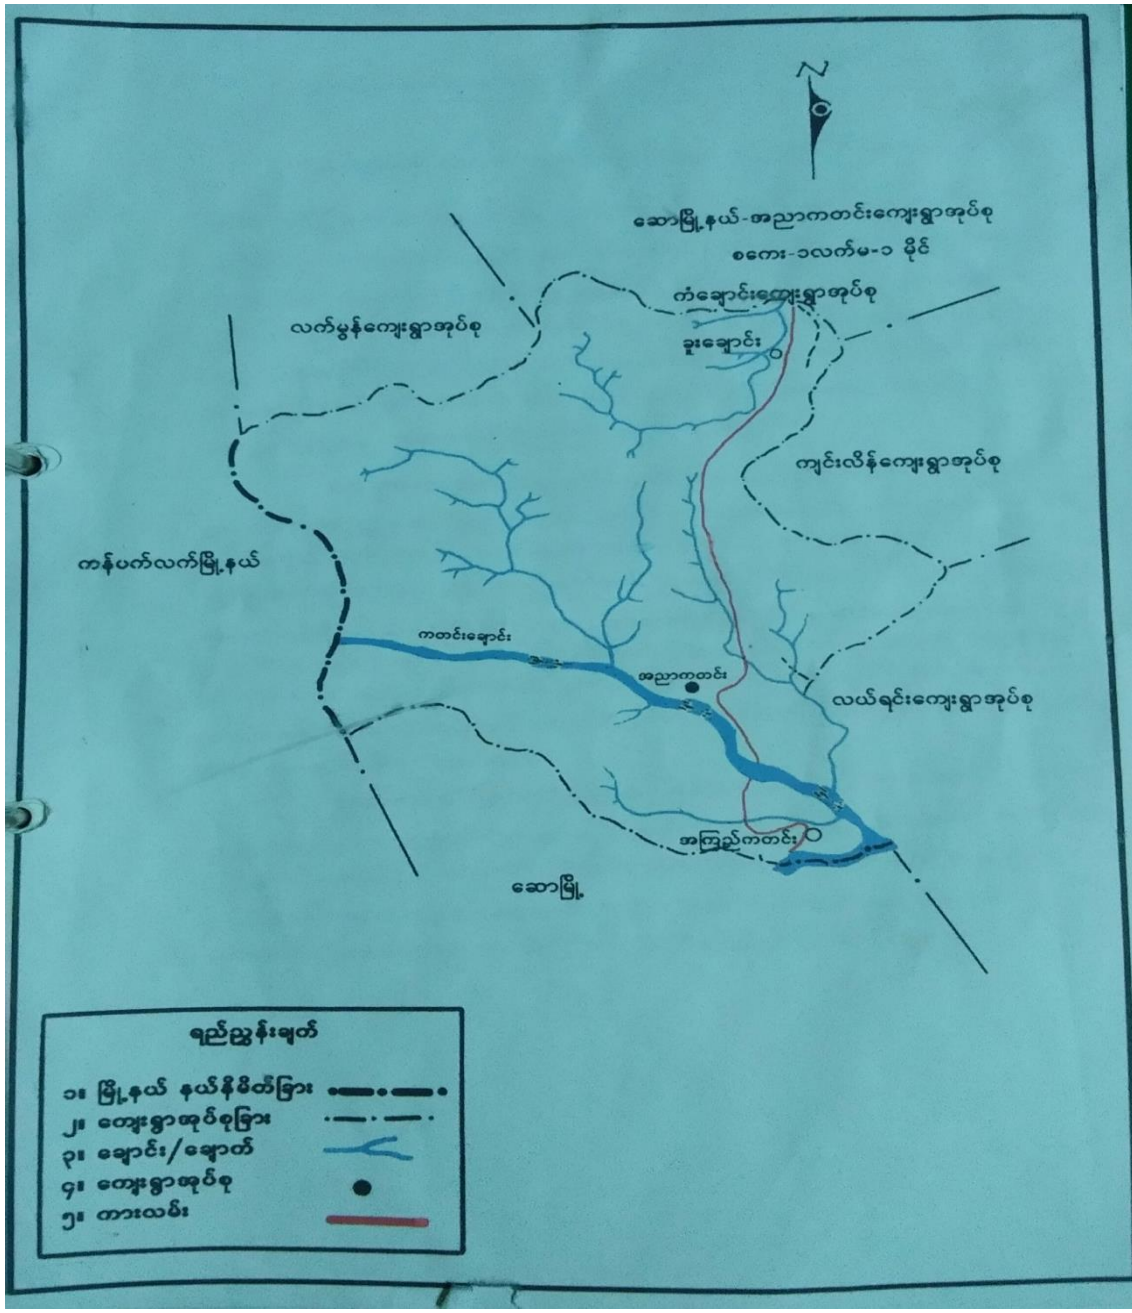 N
ဆောမြို့နယ်-အညာကတင်းကျေးရွာအုပ်စု
စကေး-၁လက်မ-၁ မိုင်
ကံချောင်းကျေးရွာအုပ်စု
လက်မွန်ကျေးရွာအုပ်စု
ခူးချောင်း
ကျင်းလိန်ကျေးရွာအုပ်စု
ကန်ပက်လက်မြို့နယ်
ကတင်းချောင်း
အညာကတင်း
လယ်ရင်းကျေးရွာအုပ်စု
အကြည်ကတင်း
ဆောမြို့
ရည်ညွှန်းချက်
၁။ မြို့နယ် နယ်နိမိတ်ခြား
၂။ ကျေးရွာအုပ်စုခြား
၃။ ချောင်း/ချောက်
၄။ ကျေးရွာအုပ်စု
၅။ ကားလမ်း